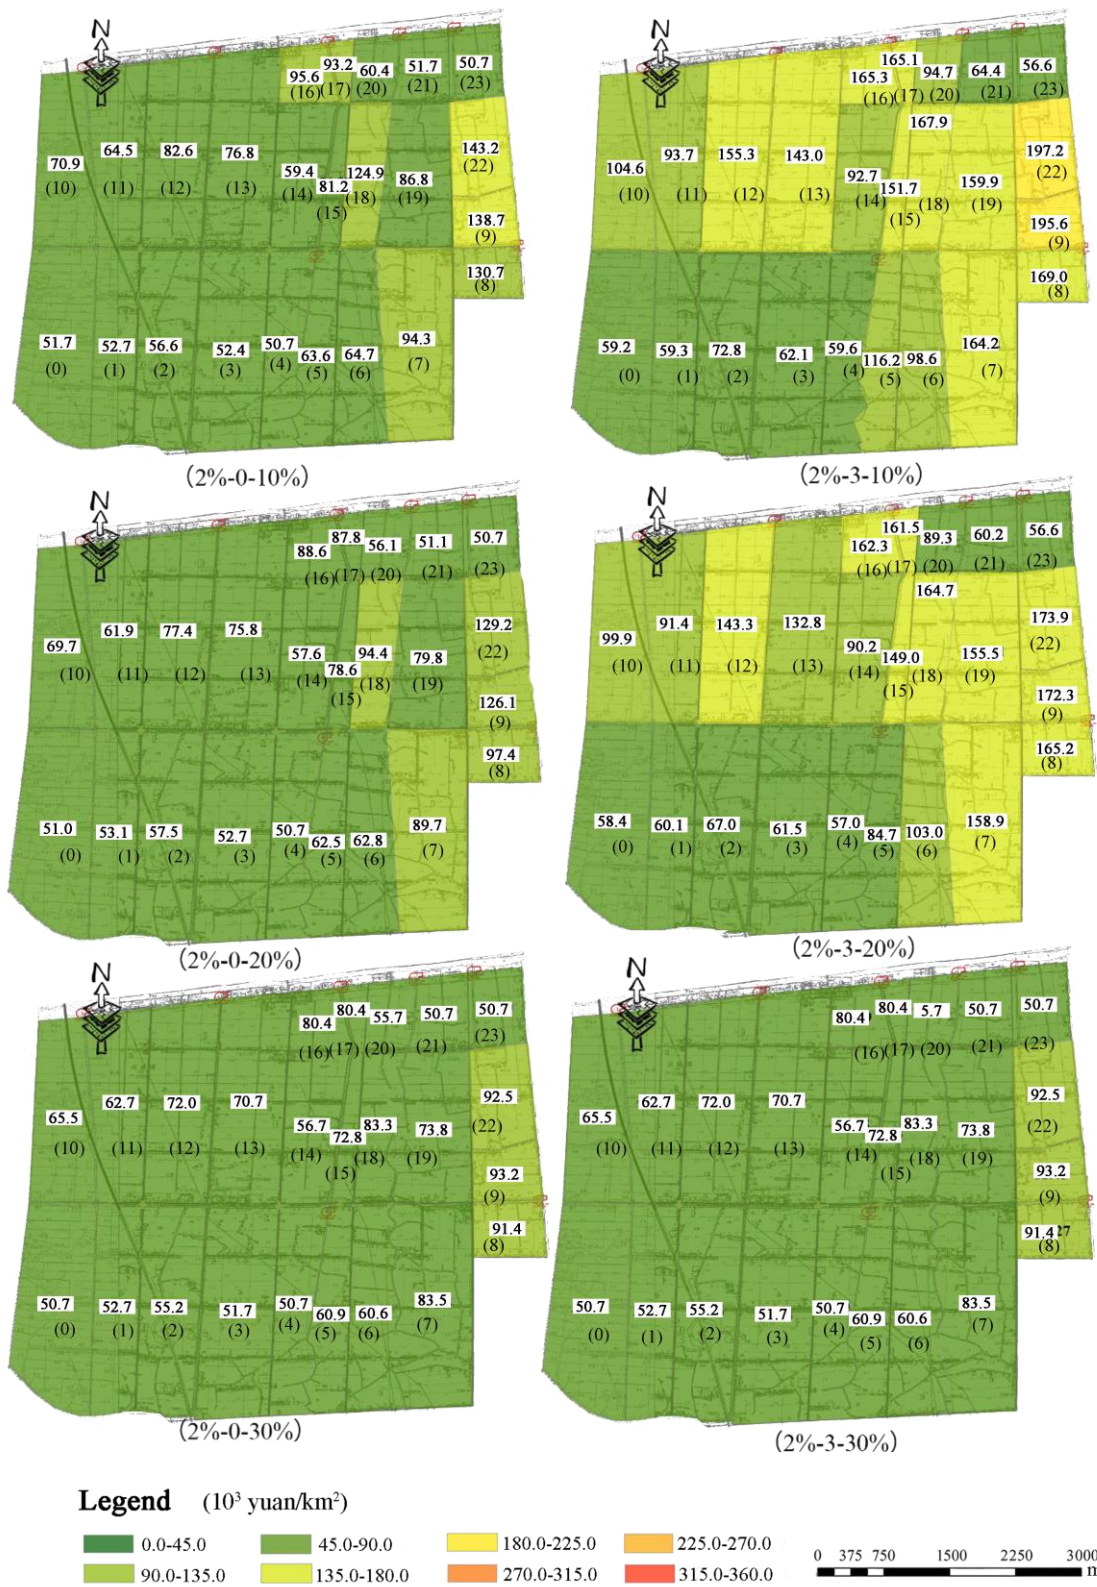 N
N
95.6 93.2 60.4 51.7 50.7
(16) (17) (20) (21) (23)
70.9 64.5 82.6 76.8 59.4 81.2 124.9 86.8 143.2
(10) (11) (12) (13) (14) (15) (18) (19) (22)
138.7
(9)
130.7
(8)
51.7 52.7 56.6 52.4 50.7 63.6 64.7 94.3
(0) (1) (2) (3) (4) (5) (6) (7)
(2%-0-10%)
165.3 165.1 94.7 64.4 56.6
(16) (17) (20) (21) (23)
167.9
104.6 93.7 155.3 143.0 92.7 151.7 159.9 197.2
(10) (11) (12) (13) (14) (15) (18) (19) (22)
195.6
(9)
169.0
(8)
59.2 59.3 72.8 62.1 59.6 116.2 98.6 164.2
(0) (1) (2) (3) (4) (5) (6) (7)
(2%-3-10%)
N
N
88.6 87.8 56.1 51.1 50.7
(16) (17) (20) (21) (23)
69.7 61.9 77.4 75.8 57.6 78.6 94.4 79.8 129.2
(10) (11) (12) (13) (14) (15) (18) (19) (22)
126.1
(9)
97.4
(8)
51.0 53.1 57.5 52.7 50.7 62.5 62.8 89.7
(0) (1) (2) (3) (4) (5) (6) (7)
(2%-0-20%)
162.3 161.5 89.3 60.2 56.6
(16) (17) (20) (21) (23)
164.7
99.9 91.4 143.3 132.8 90.2 149.0 155.5 173.9
(10) (11) (12) (13) (14) (15) (18) (19) (22)
172.3
(9)
165.2
(8)
58.4 60.1 67.0 61.5 57.0 84.7 103.0 158.9
(0) (1) (2) (3) (4) (5) (6) (7)
(2%-3-20%)
N
N
80.4 80.4 55.7 50.7 50.7
(16) (17) (20) (21) (23)
65.5 62.7 72.0 70.7 56.7 72.8 83.3 73.8 92.5
(10) (11) (12) (13) (14) (15) (18) (19) (22)
93.2
(9)
91.4
(8)
50.7 52.7 55.2 51.7 50.7 60.9 60.6 83.5
(0) (1) (2) (3) (4) (5) (6) (7)
(2%-0-30%)
80.4 80.4 5.7 50.7 50.7
(16) (17) (20) (21) (23)
65.5 62.7 72.0 70.7 56.7 72.8 83.3 73.8 92.5
(10) (11) (12) (13) (14) (15) (18) (19) (22)
93.2
(9)
91.4
(8)
50.7 52.7 55.2 51.7 50.7 60.9 60.6 83.5
(0) (1) (2) (3) (4) (5) (6) (7)
(2%-3-30%)
Legend (10³ yuan/km²)
0.0-45.0 45.0-90.0 180.0-225.0 225.0-270.0
90.0-135.0 135.0-180.0 270.0-315.0 315.0-360.0
0 375 750 1500 2250 3000
m